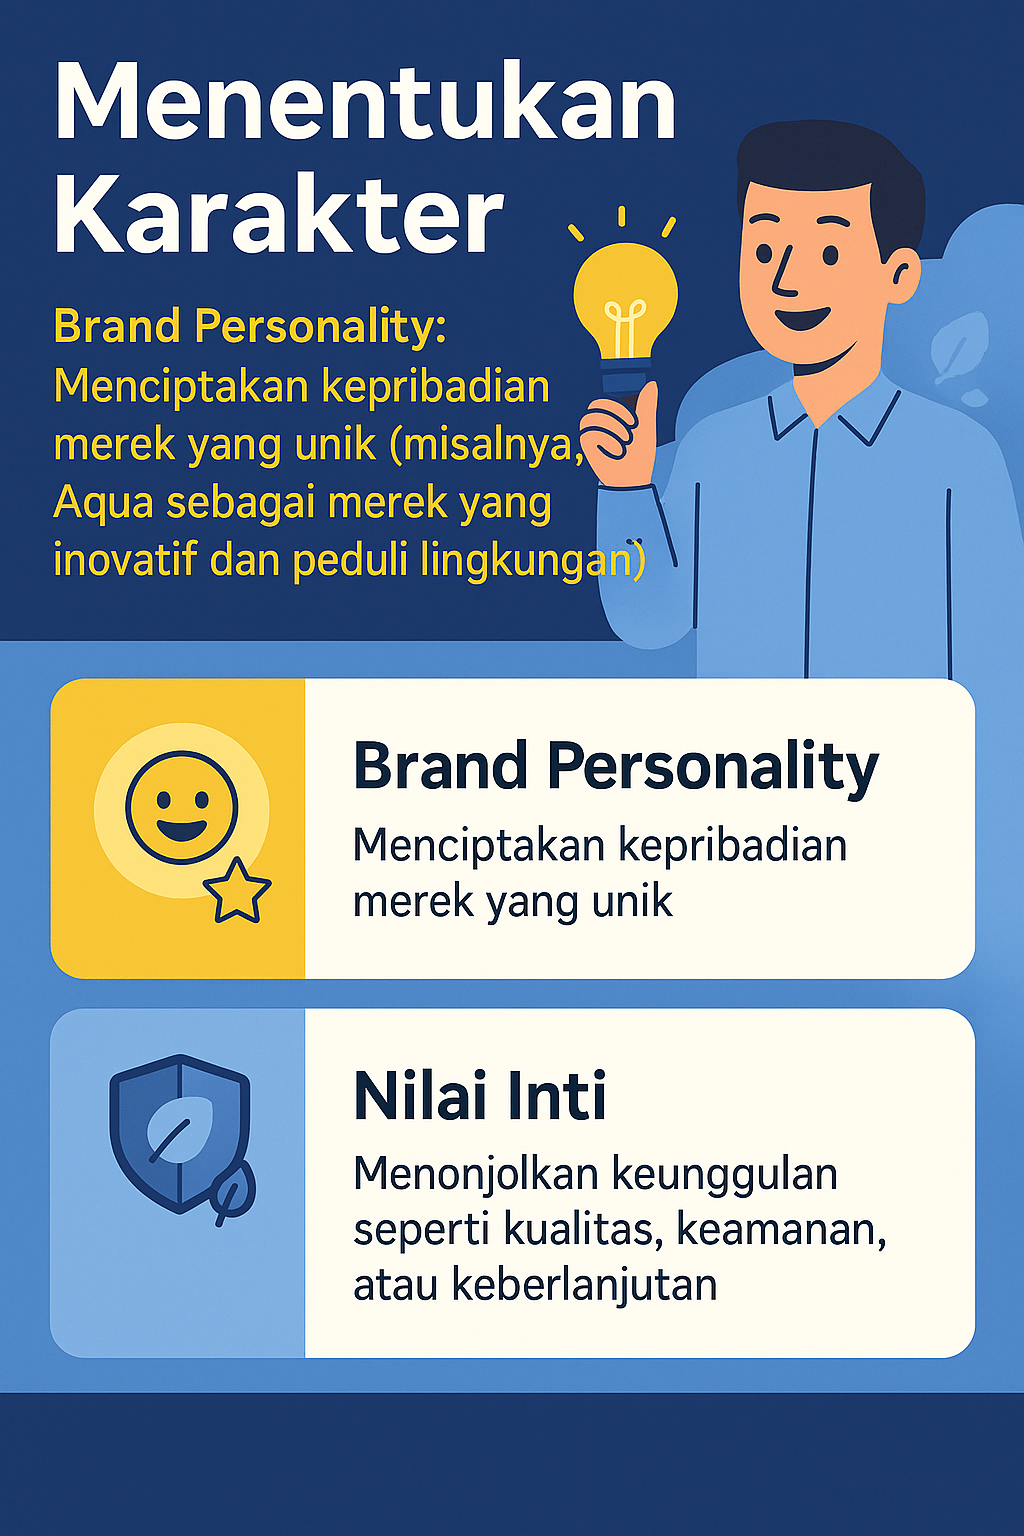 Menentukan
Karakter
Brand Personality:
Menciptakan kepribadian
merek yang unik (misalnya,
Aqua sebagai merek yang
inovatif dan peduli lingkungan)
Brand Personality
Menciptakan kepribadian
merek yang unik
Nilai Inti
Menonjolkan keunggulan
seperti kualitas, keamanan,
atau keberlanjutan